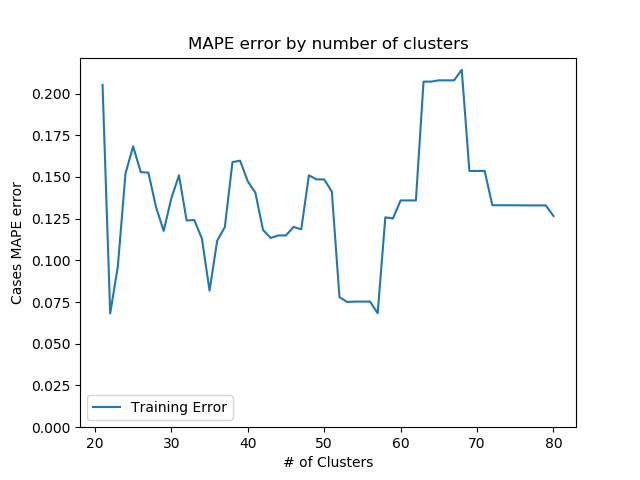 MAPE error by number of clusters
Cases MAPE error
0.200
0.175
0.150
0.125
0.100
0.075
0.050
0.025
0.000
Training Error
20 30 40 50 60 70 80
# of Clusters